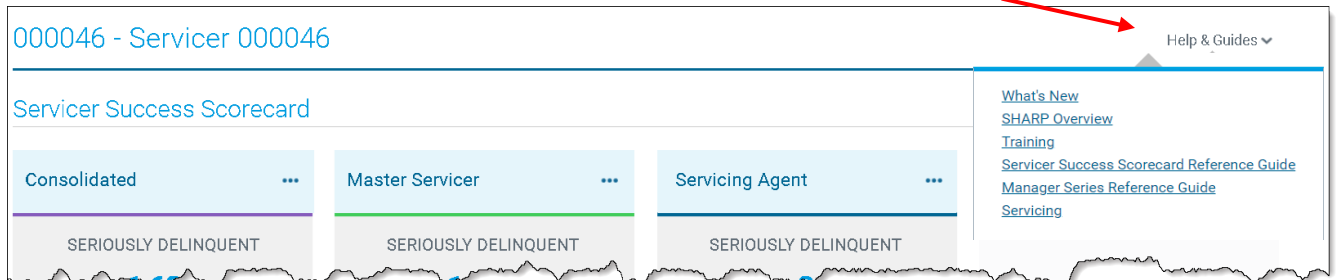 000046 - Servicer 000046
Help & Guides
What's New
SHARP Overview
Training
Servicer Success Scorecard Reference Guide
Manager Series Reference Guide
Servicing
Servicer Success Scorecard
Consolidated ...
Master Servicer ...
Servicing Agent ...
SERIOUSLY DELINQUENT
SERIOUSLY DELINQUENT
SERIOUSLY DELINQUENT